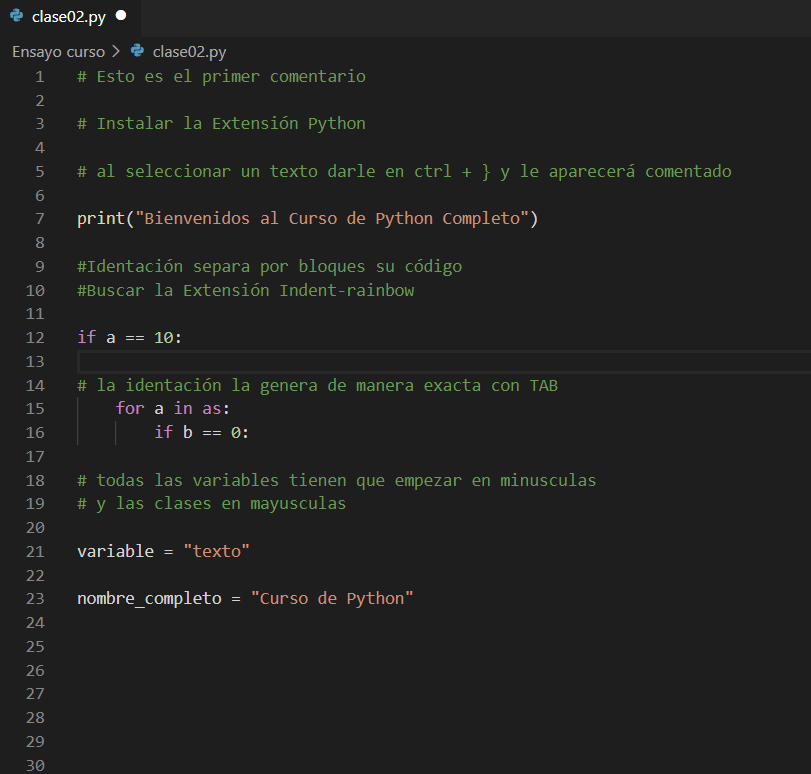 clase02.py
Ensayo curso > clase02.py
1 # Esto es el primer comentario
2
3 # Instalar la Extensión Python
4
5 # al seleccionar un texto darle en ctrl + } y le aparecerá comentado
6
7 print("Bienvenidos al Curso de Python Completo")
8
9 #Identación separa por bloques su código
10 #Buscar la Extensión Indent-rainbow
11
12 if a == 10:
13
14 # la identación la genera de manera exacta con TAB
15     for a in as:
16         if b == 0:
17
18 # todas las variables tienen que empezar en minusculas
19 # y las clases en mayusculas
20
21 variable = "texto"
22
23 nombre_completo = "Curso de Python"
24
25
26
27
28
29
30